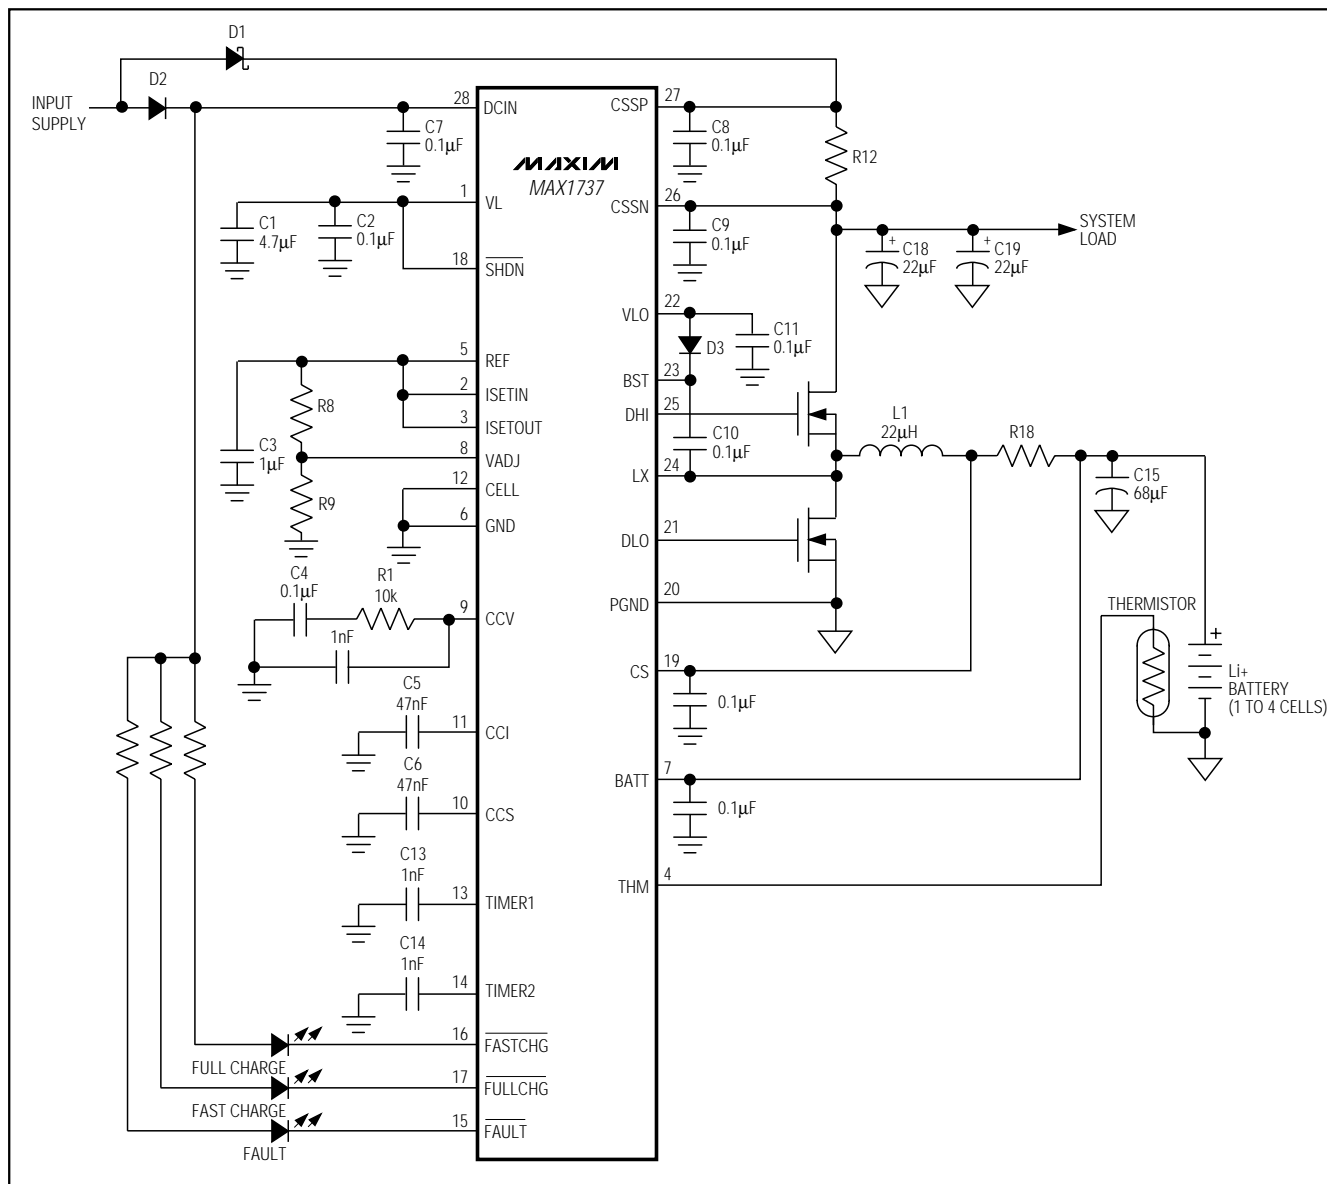 D1
D2
INPUT
SUPPLY
28
DCIN
C7
0.1µF
MAXIM
MAX1737
1
VL
C1
4.7µF
C2
0.1µF
18
SHDN
5
REF
2
ISETIN
R8
3
ISETOUT
C3
1µF
8
VADJ
12
CELL
R9
6
GND
C4
0.1µF
R1
10k
9
CCV
1nF
C5
47nF
11
CCI
C6
47nF
10
CCS
C13
1nF
13
TIMER1
C14
1nF
14
TIMER2
16
FASTCHG
FULL CHARGE
17
FULLCHG
FAST CHARGE
15
FAULT
FAULT
CSSP
27
C8
0.1µF
R12
CSSN
26
C9
0.1µF
SYSTEM
LOAD
+
C18
22µF
+
C19
22µF
VLO
22
C11
0.1µF
D3
BST
23
DHI
25
C10
0.1µF
L1
22µH
R18
LX
24
C15
68µF
DLO
21
PGND
20
THERMISTOR
CS
19
0.1µF
+
Li+
BATTERY
(1 TO 4 CELLS)
BATT
7
0.1µF
THM
4